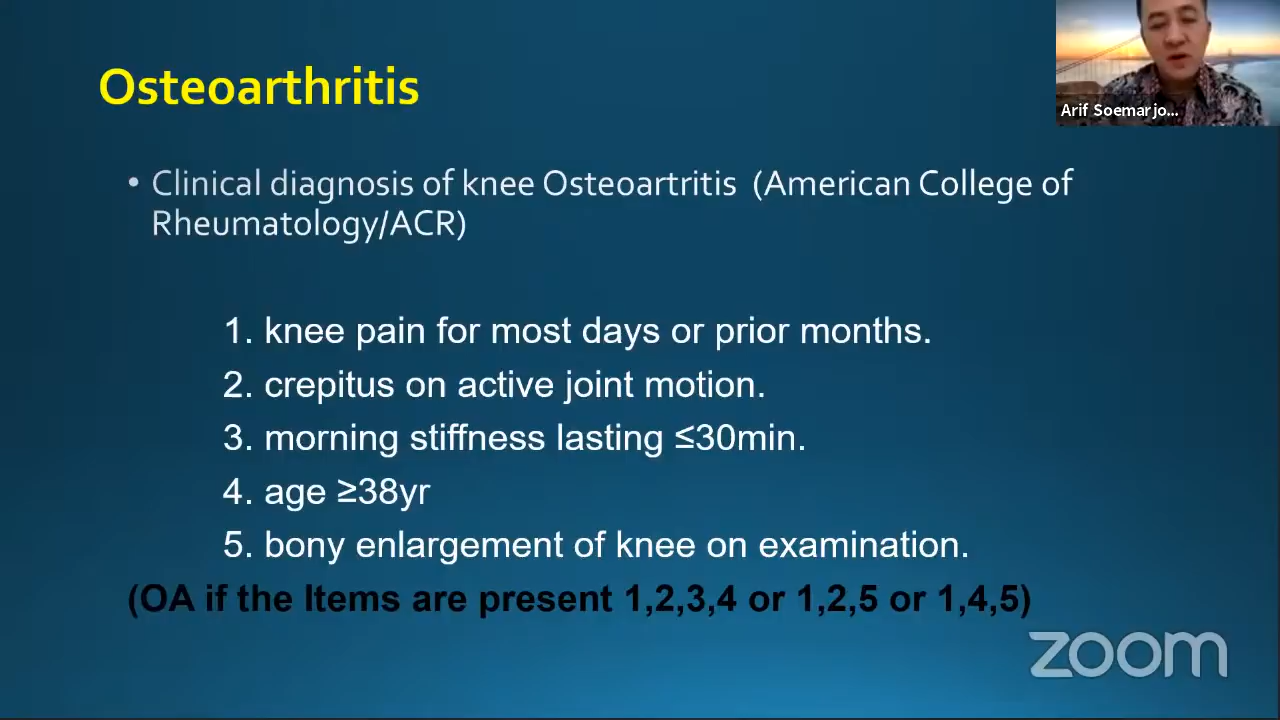 Osteoarthritis
Arif Soemarjo...
• Clinical diagnosis of knee Osteoartritis (American College of
Rheumatology/ACR)
1. knee pain for most days or prior months.
2. crepitus on active joint motion.
3. morning stiffness lasting ≤30min.
4. age ≥38yr
5. bony enlargement of knee on examination.
(OA if the Items are present 1,2,3,4 or 1,2,5 or 1,4,5)
zoom